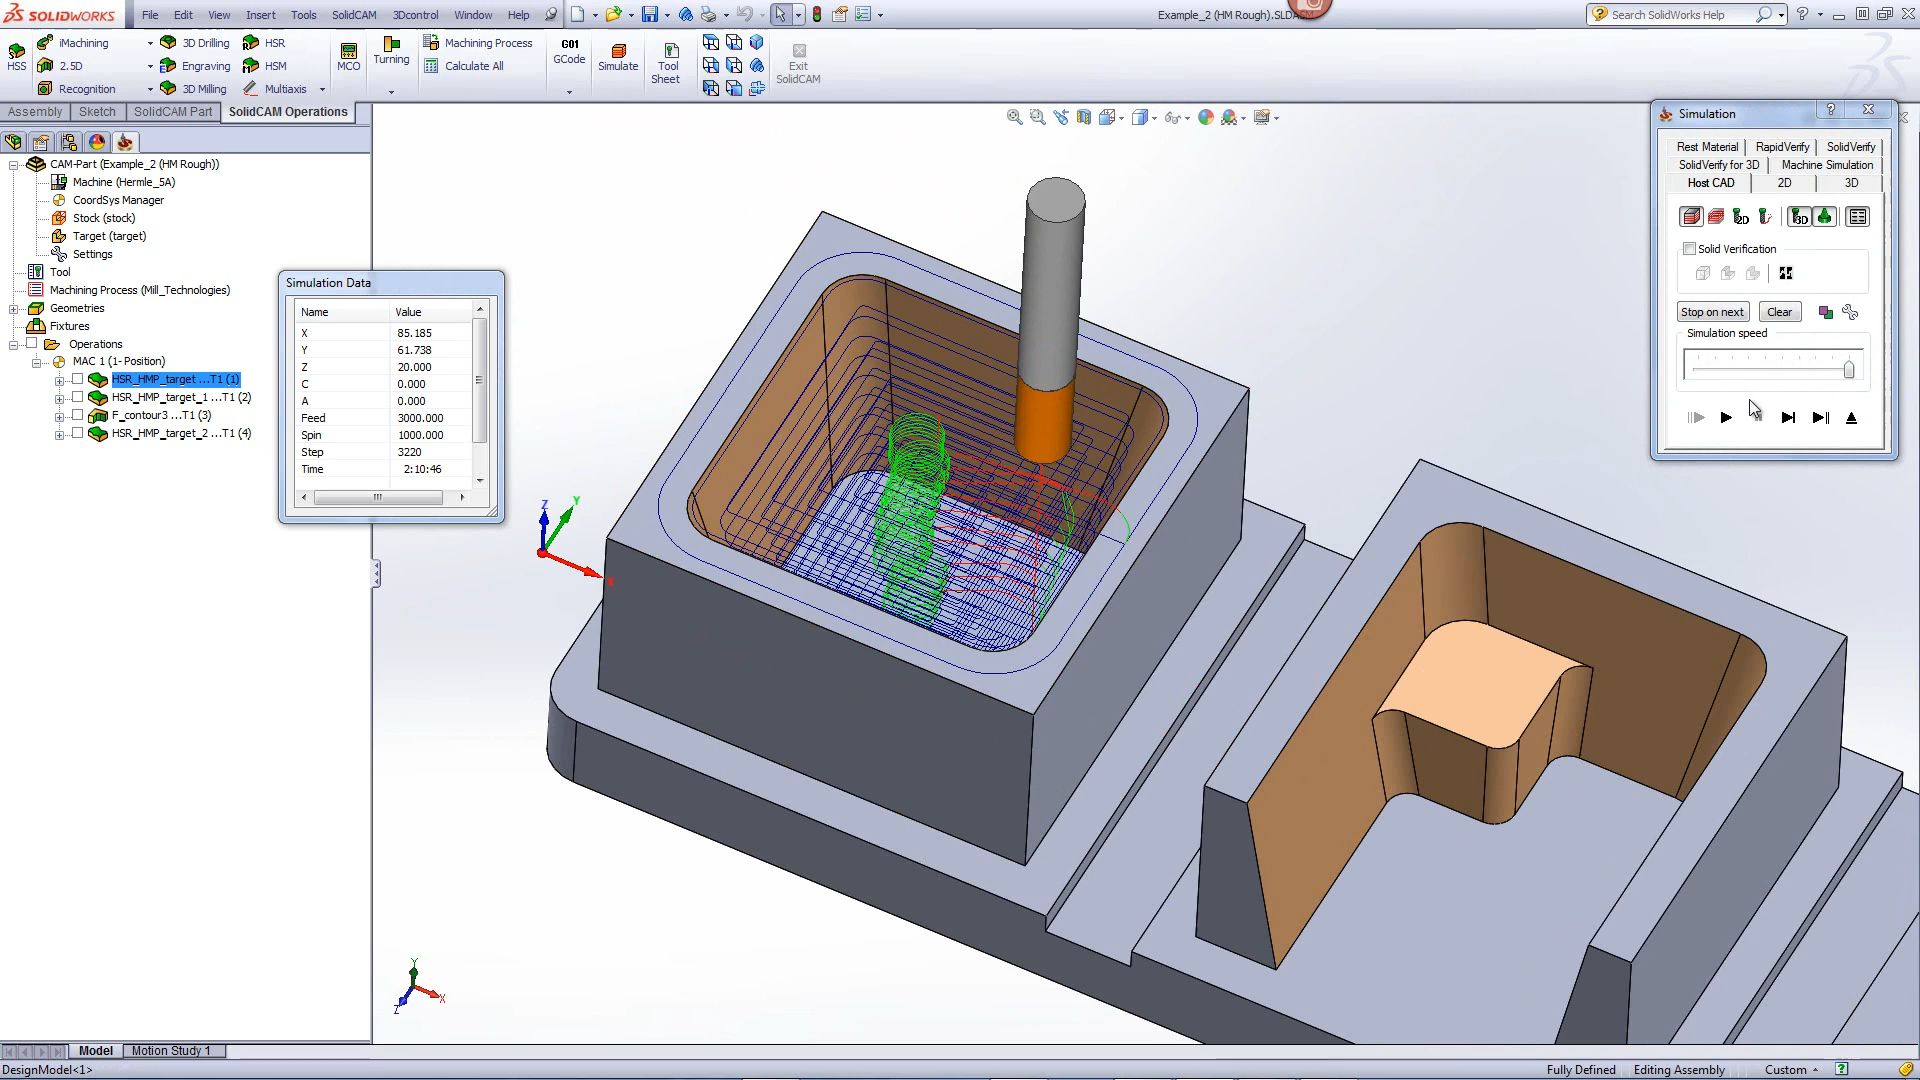 SOLIDWORKS File Edit View Insert Tools SolidCAM 3Dcontrol Window Help
Example_2 (HM Rough).SLDASM
Search SolidWorks Help
HSS
iMachining
2.5D
Recognition
3D Drilling
Engraving
3D Milling
HSR
HSM
Multiaxis
MCO
Turning
Machining Process
Calculate All
G01
GCode
Simulate
Tool
Sheet
Exit
SolidCAM
Assembly Sketch SolidCAM Part SolidCAM Operations
CAM-Part (Example_2 (HM Rough))
Machine (Hermle_5A)
CoordSys Manager
Stock (stock)
Target (target)
Settings
Tool
Machining Process (Mill_Technologies)
Geometries
Fixtures
Operations
MAC 1 (1- Position)
HSR_HMP_target ...T1 (1)
HSR_HMP_target_1 ...T1 (2)
F_contour3 ...T1 (3)
HSR_HMP_target_2 ...T1 (4)
Simulation Data
Name Value
X 85.185
Y 61.738
Z 20.000
C 0.000
A 0.000
Feed 3000.000
Spin 1000.000
Step 3220
Time 2:10:46
Z
Y
X
Y
X
Z
Simulation
Rest Material RapidVerify SolidVerify
SolidVerify for 3D Machine Simulation
Host CAD 2D 3D
2D
3D
Solid Verification
Stop on next Clear
Simulation speed
Model Motion Study 1
DesignModel<1>
Fully Defined Editing Assembly Custom